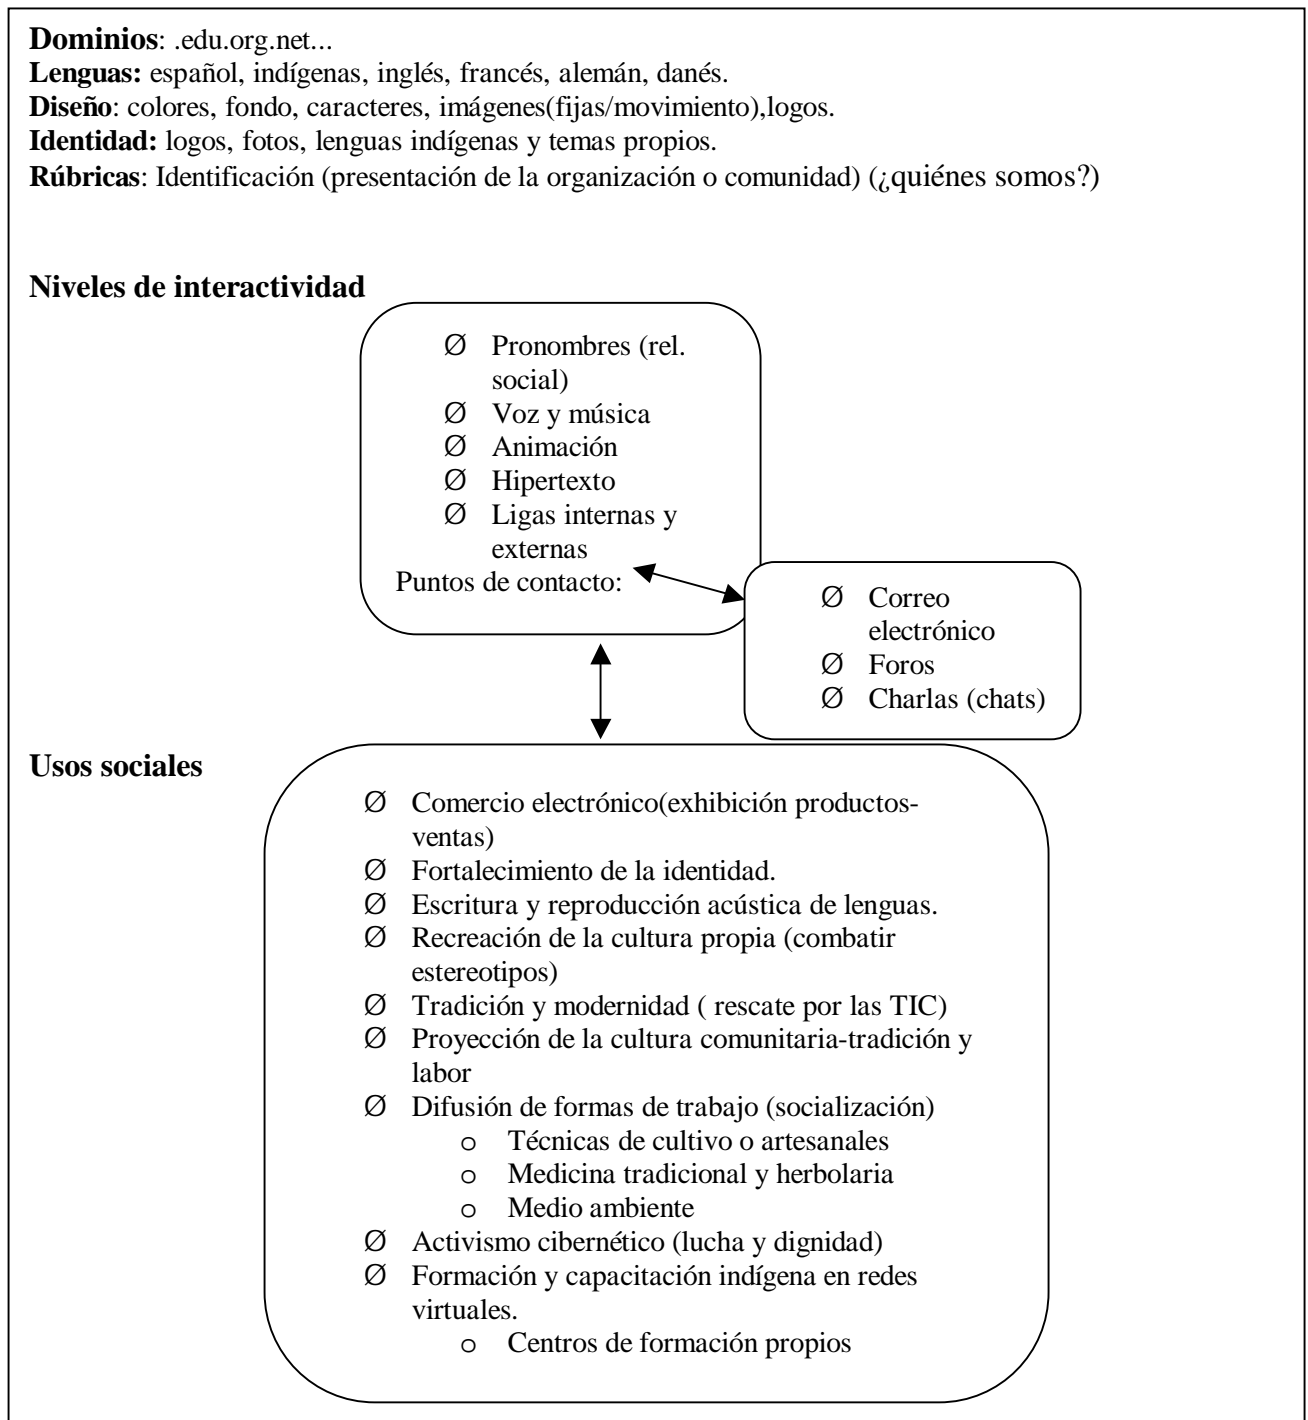 Dominios: .edu.org.net...
Lenguas: español, indígenas, inglés, francés, alemán, danés.
Diseño: colores, fondo, caracteres, imágenes(fijas/movimiento),logos.
Identidad: logos, fotos, lenguas indígenas y temas propios.
Rúbricas: Identificación (presentación de la organización o comunidad) (¿quiénes somos?)
Niveles de interactividad
Ø Pronombres (rel.
social)
Ø Voz y música
Ø Animación
Ø Hipertexto
Ø Ligas internas y
externas
Puntos de contacto:
Ø Correo
electrónico
Ø Foros
Ø Charlas (chats)
Usos sociales
Ø Comercio electrónico(exhibición productos-
ventas)
Ø Fortalecimiento de la identidad.
Ø Escritura y reproducción acústica de lenguas.
Ø Recreación de la cultura propia (combatir
estereotipos)
Ø Tradición y modernidad ( rescate por las TIC)
Ø Proyección de la cultura comunitaria-tradición y
labor
Ø Difusión de formas de trabajo (socialización)
o Técnicas de cultivo o artesanales
o Medicina tradicional y herbolaria
o Medio ambiente
Ø Activismo cibernético (lucha y dignidad)
Ø Formación y capacitación indígena en redes
virtuales.
o Centros de formación propios